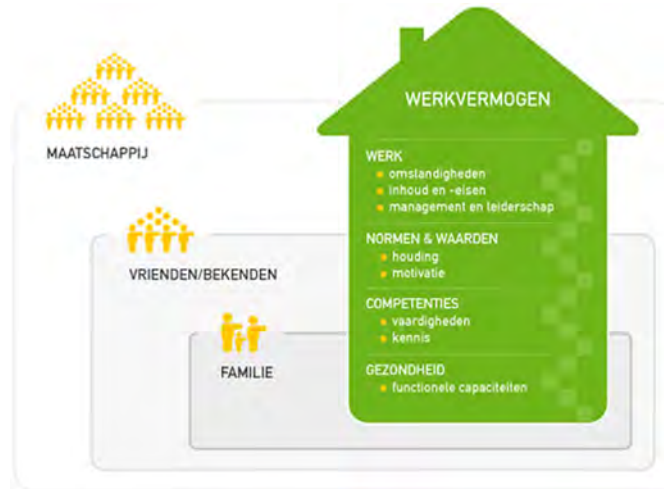 WERKVERMOGEN
MAATSCHAPPIJ
WERK
omstandigheden
inhoud en -eisen
management en leiderschap
NORMEN & WAARDEN
houding
motivatie
VRIENDEN/BEKENDEN
COMPETENTIES
vaardigheden
kennis
FAMILIE
GEZONDHEID
functionele capaciteiten